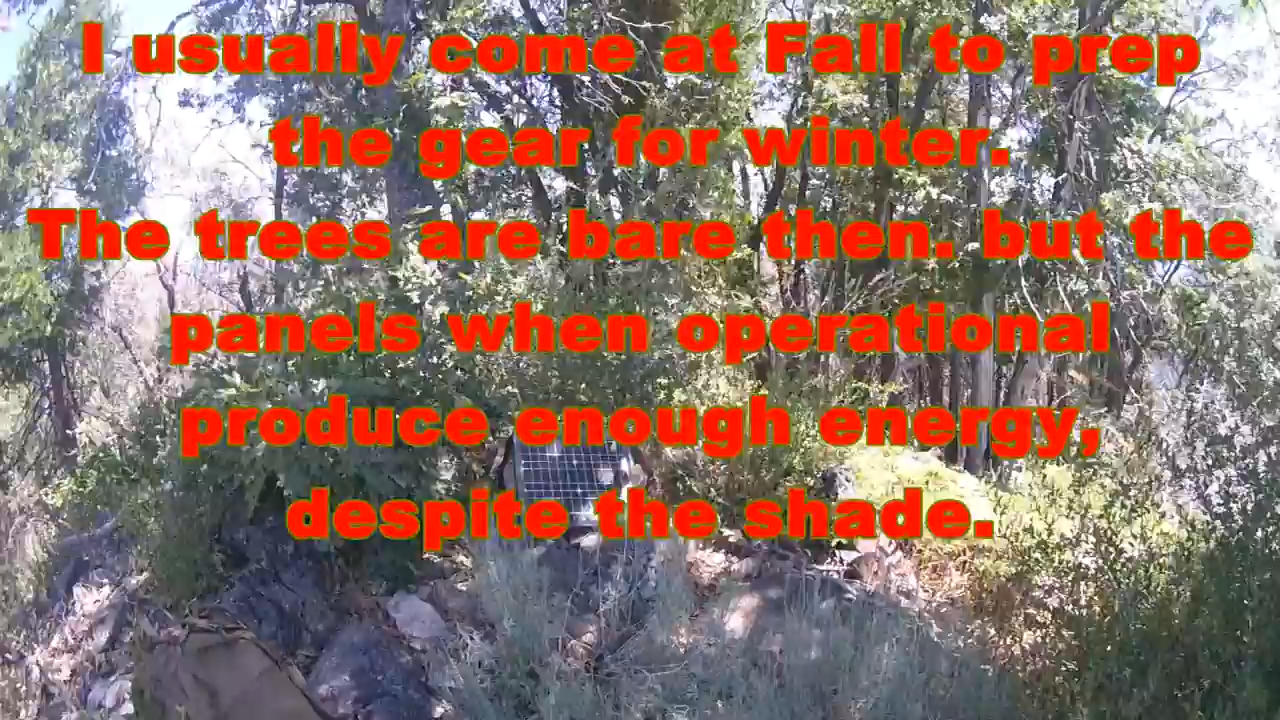 I usually come at Fall to prep
the gear for winter.
The trees are bare then. but the
panels when operational
produce enough energy,
despite the shade.